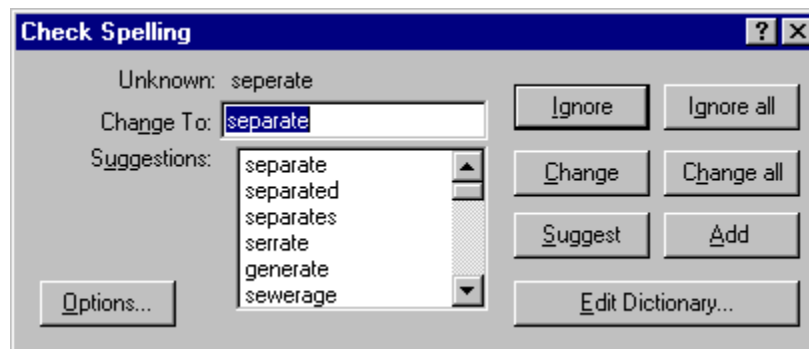 Check Spelling
Unknown: seperate
Change To: separate
Suggestions:
separate
separated
separates
serrate
generate
sewerage
Ignore
Ignore all
Change
Change all
Suggest
Add
Options...
Edit Dictionary...